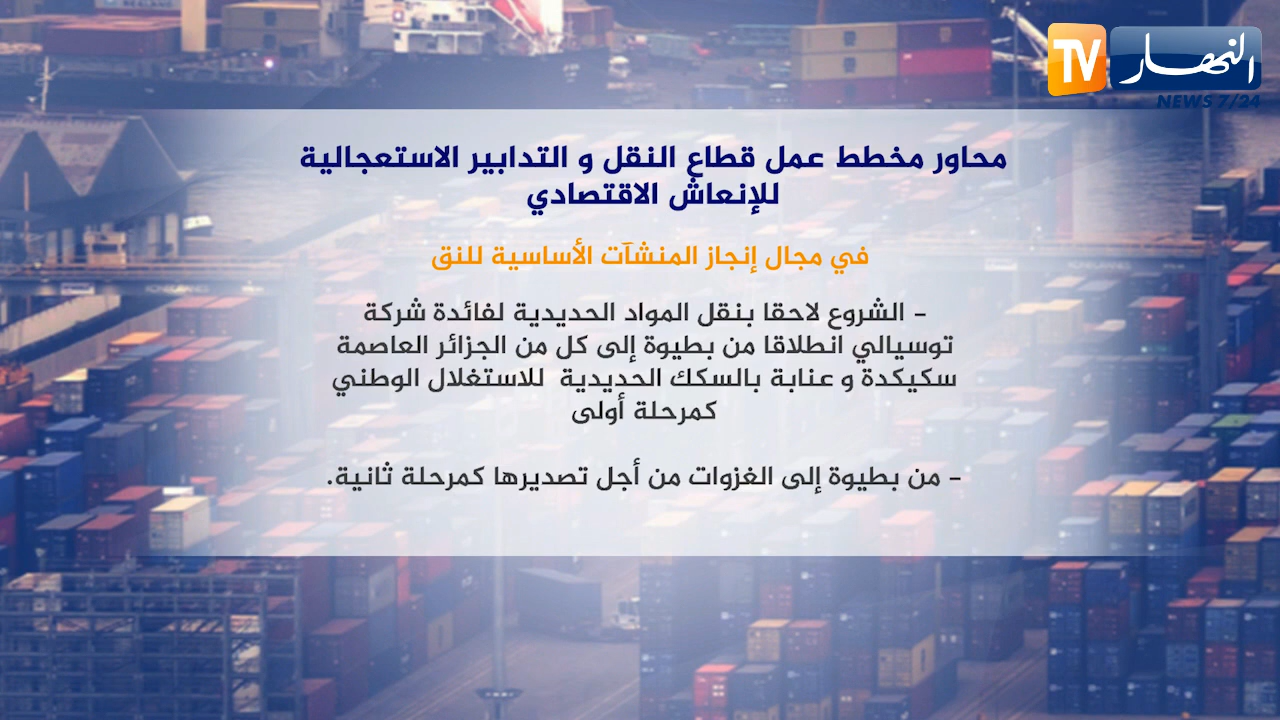 TV النهار
NEWS 7/24
محاور مخطط عمل قطاع النقل و التدابير الاستعجالية
للإنعاش الاقتصادي
في مجال إنجاز المنشآت الأساسية للنق
- الشروع لاحقا بنقل المواد الحديدية لفائدة شركة
توسيالي انطلاقا من بطيوة إلى كل من الجزائر العاصمة
سكيكدة و عنابة بالسكك الحديدية للاستغلال الوطني
كمرحلة أولى
- من بطيوة إلى الغزوات من أجل تصديرها كمرحلة ثانية.